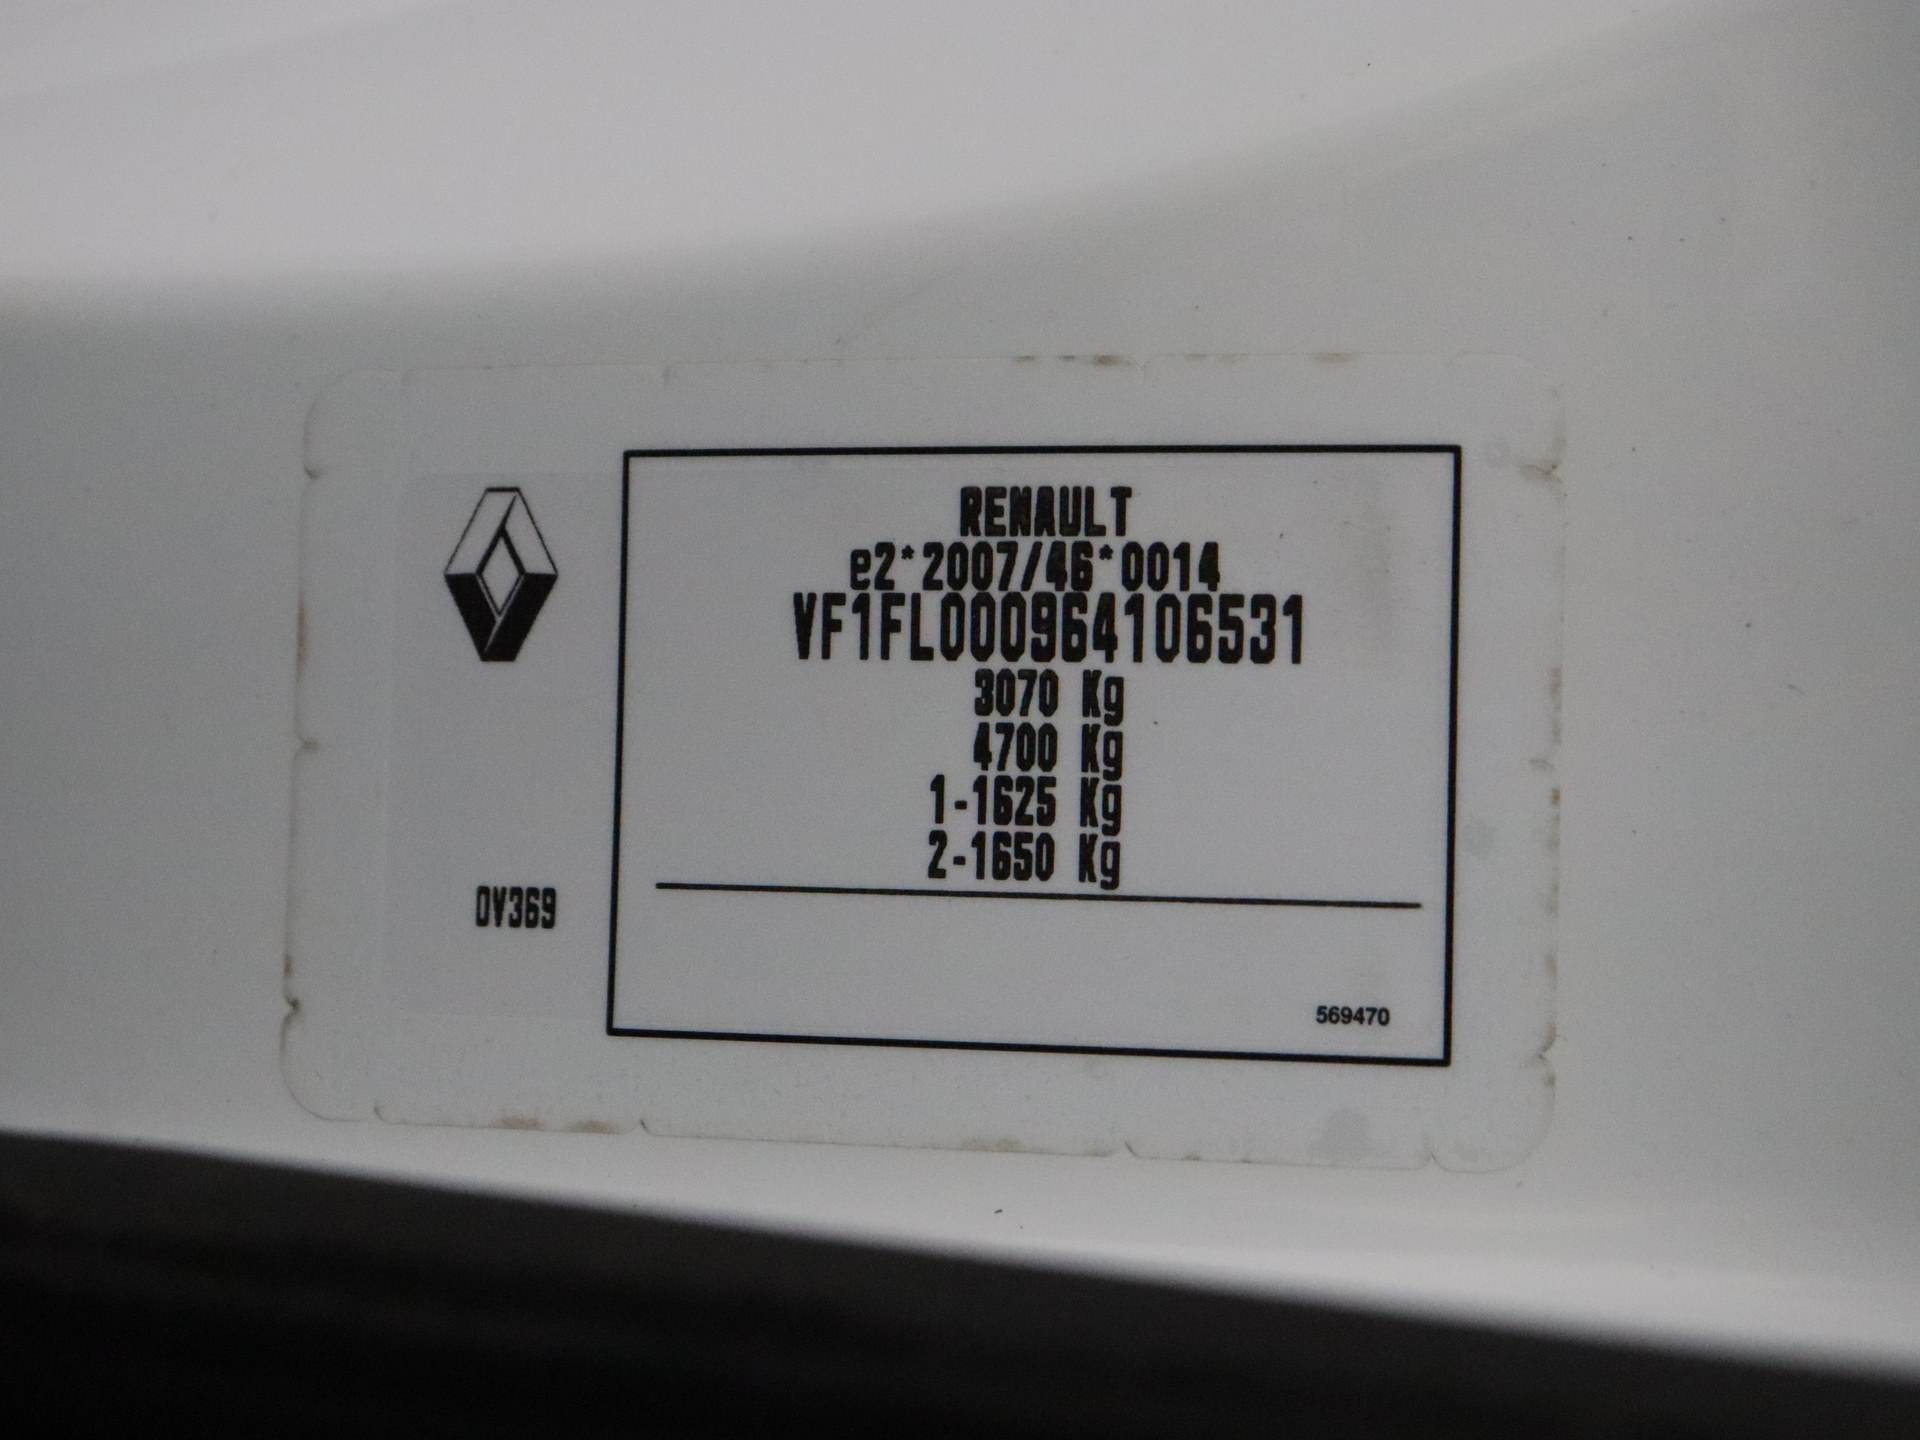 RENAULT
e2*2007/46*0014
VF1FL000964106531
3070 Kg
4700 Kg
1-1625 Kg
2-1650 Kg
0V369
569470